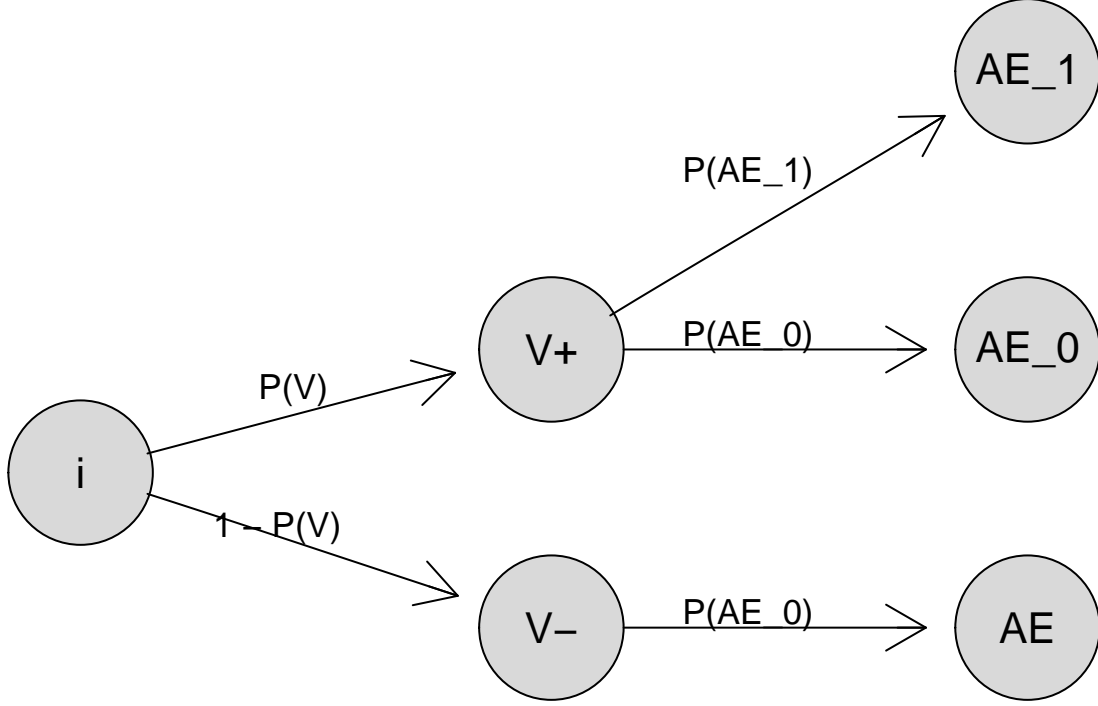 AE_1
P(AE_1)
V+
P(AE_0)
AE_0
P(V)
i
1 − P(V)
V−
P(AE_0)
AE